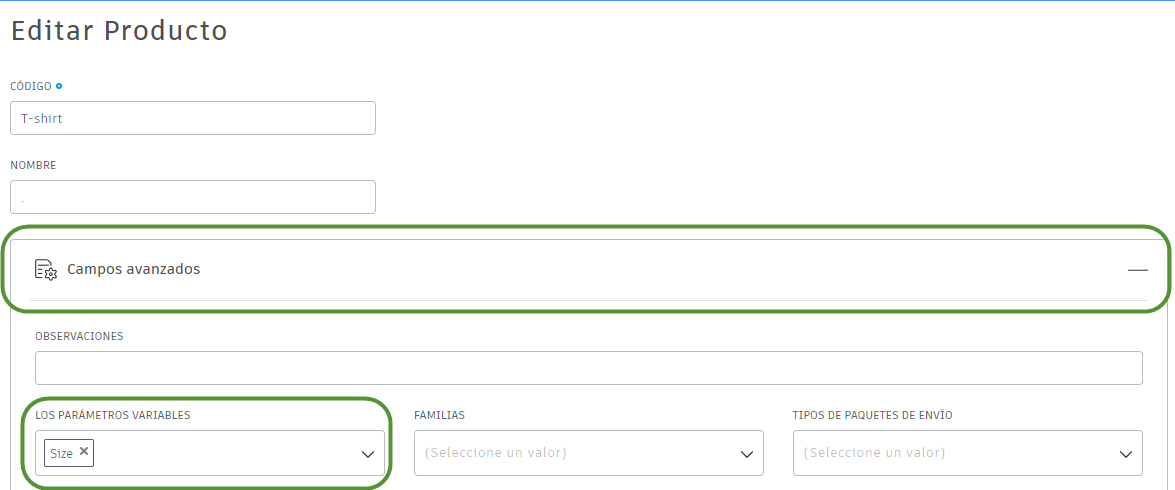 Editar Producto
CÓDIGO
T-shirt
NOMBRE
.
Campos avanzados
OBSERVACIONES
LOS PARÁMETROS VARIABLES FAMILIAS TIPOS DE PAQUETES DE ENVÍO
Size × (Seleccione un valor) (Seleccione un valor)